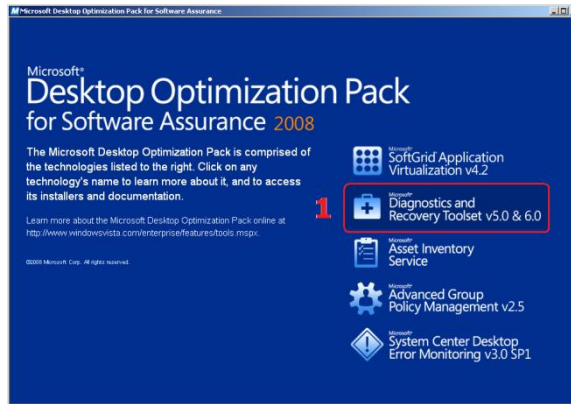 Microsoft Desktop Optimization Pack for Software Assurance
Microsoft®
Desktop Optimization Pack
for Software Assurance 2008
The Microsoft Desktop Optimization Pack is comprised of
the technologies listed to the right. Click on any
technology's name to learn more about it, and to access
its installers and documentation.
Learn more about the Microsoft Desktop Optimization Pack online at
http://www.windowsvista.com/enterprise/features/tools.mspx.
©2008 Microsoft Corp. All rights reserved.
Microsoft®
SoftGrid Application
Virtualization v4.2
1
Microsoft®
Diagnostics and
Recovery Toolset v5.0 & 6.0
Microsoft®
Asset Inventory
Service
Microsoft®
Advanced Group
Policy Management v2.5
Microsoft®
System Center Desktop
Error Monitoring v3.0 SP1